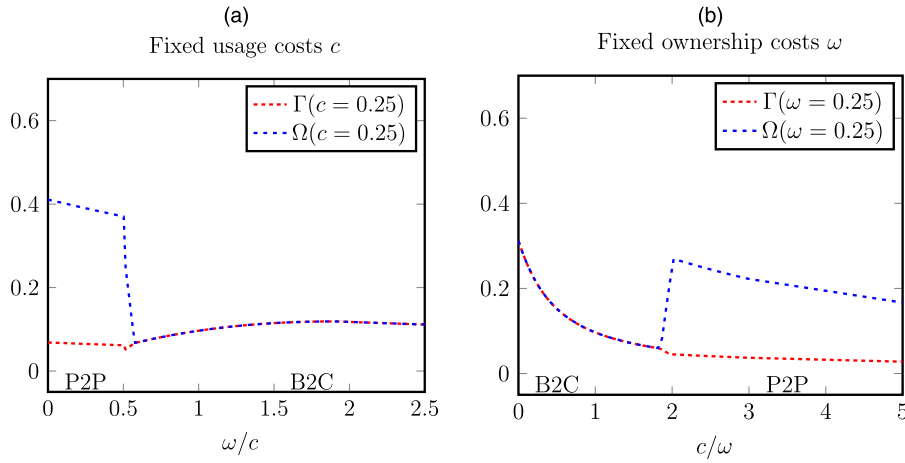 (a)
Fixed usage costs c
Γ(c = 0.25)
Ω(c = 0.25)
0.6
0.4
0.2
0
P2P
B2C
0
0.5
1
1.5
2
2.5
ω/c
(b)
Fixed ownership costs ω
Γ(ω = 0.25)
Ω(ω = 0.25)
0.6
0.4
0.2
0
B2C
P2P
0
1
2
3
4
5
c/ω